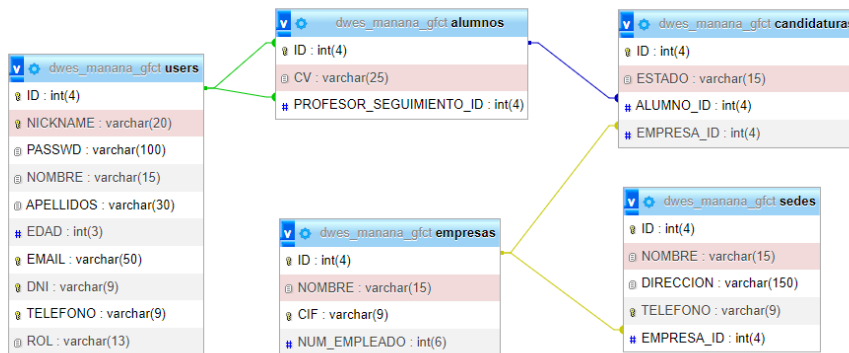 dwes_manana_gfct users
ID : int(4)
NICKNAME : varchar(20)
PASSWD : varchar(100)
NOMBRE : varchar(15)
APELLIDOS : varchar(30)
EDAD : int(3)
EMAIL : varchar(50)
DNI : varchar(9)
TELEFONO : varchar(9)
ROL : varchar(13)
dwes_manana_gfct alumnos
ID : int(4)
CV : varchar(25)
PROFESOR_SEGUIMIENTO_ID : int(4)
dwes_manana_gfct empresas
ID : int(4)
NOMBRE : varchar(15)
CIF : varchar(9)
NUM_EMPLEADO : int(6)
dwes_manana_gfct candidaturas
ID : int(4)
ESTADO : varchar(15)
ALUMNO_ID : int(4)
EMPRESA_ID : int(4)
dwes_manana_gfct sedes
ID : int(4)
NOMBRE : varchar(15)
DIRECCION : varchar(150)
TELEFONO : varchar(9)
EMPRESA_ID : int(4)